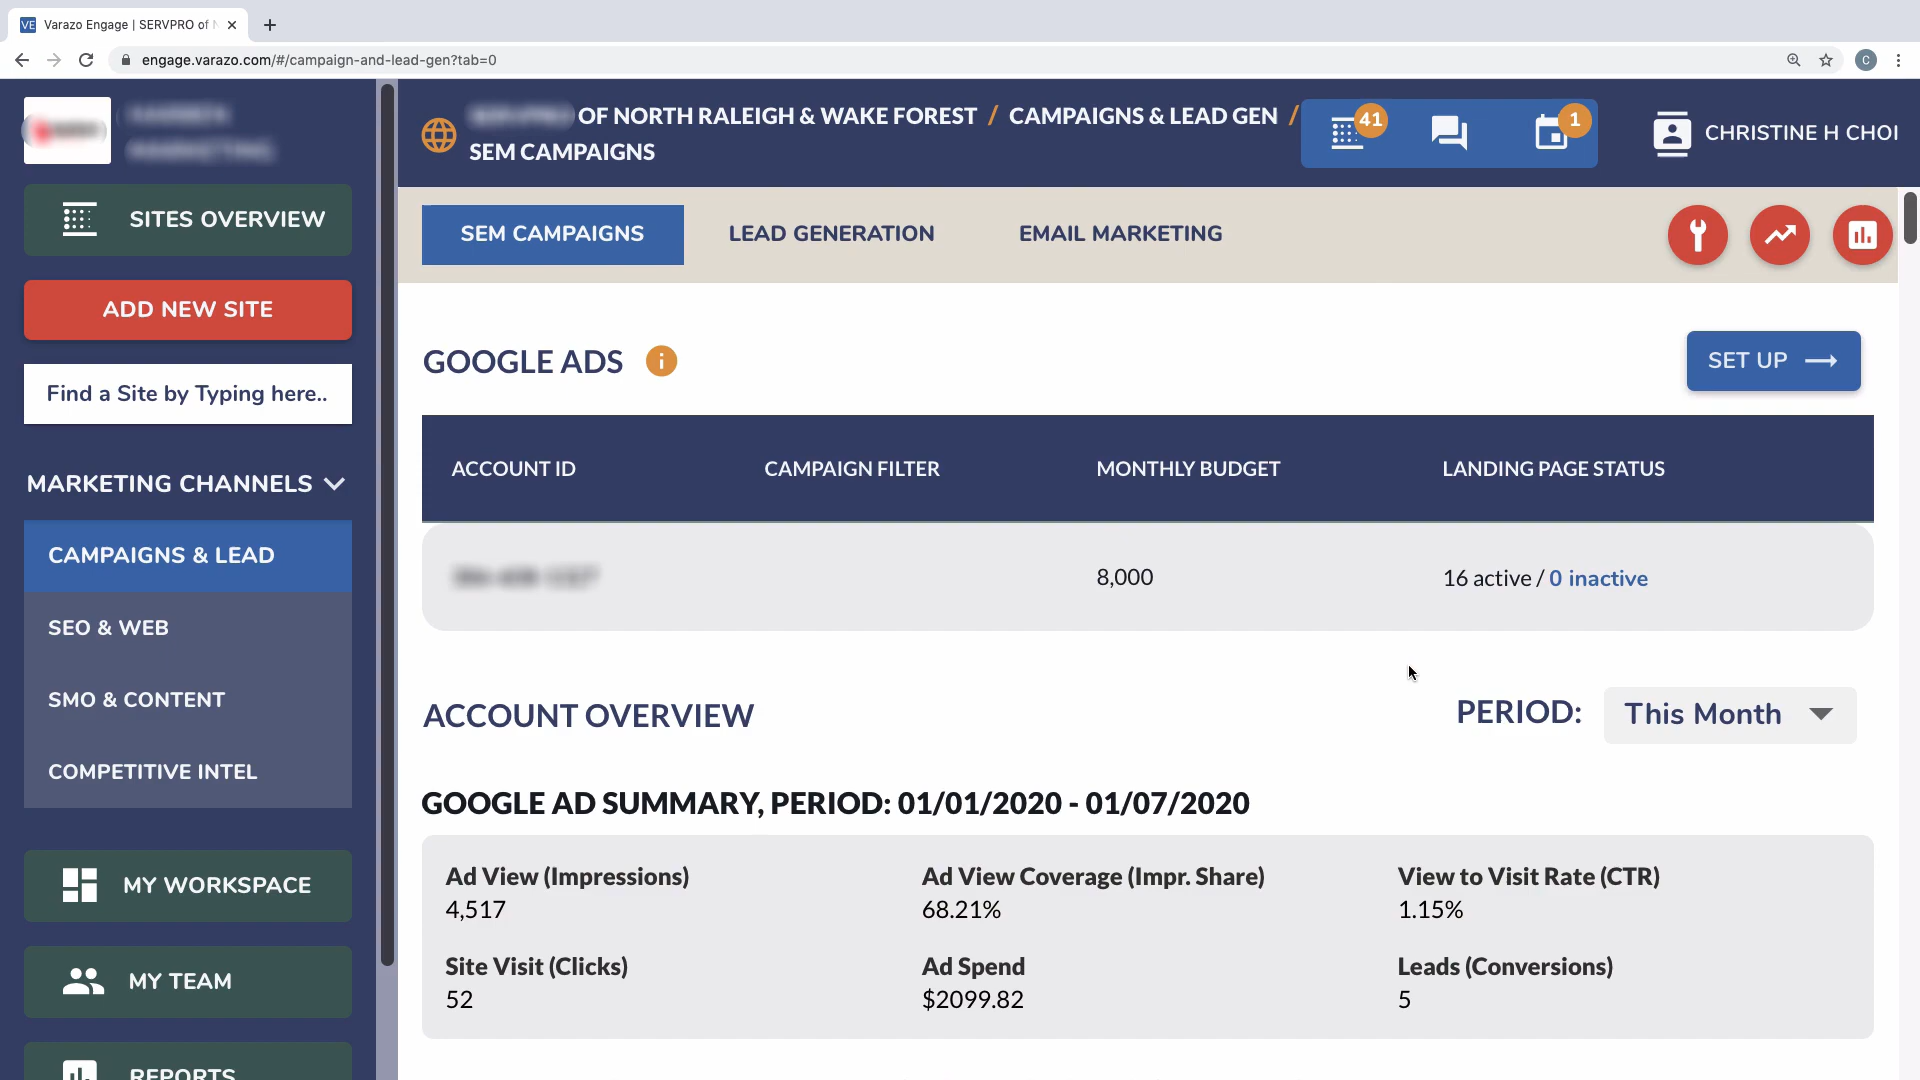 VE Varazo Engage | SERVPRO of
engage.varazo.com/#/campaign-and-lead-gen?tab=0
C
OF NORTH RALEIGH & WAKE FOREST / CAMPAIGNS & LEAD GEN /
SEM CAMPAIGNS
41
1
CHRISTINE H CHOI
SITES OVERVIEW
ADD NEW SITE
Find a Site by Typing here..
MARKETING CHANNELS
CAMPAIGNS & LEAD
SEO & WEB
SMO & CONTENT
COMPETITIVE INTEL
MY WORKSPACE
MY TEAM
REPORTS
SEM CAMPAIGNS
LEAD GENERATION
EMAIL MARKETING
GOOGLE ADS i
SET UP
ACCOUNT ID
CAMPAIGN FILTER
MONTHLY BUDGET
LANDING PAGE STATUS
8,000
16 active / 0 inactive
ACCOUNT OVERVIEW
PERIOD: This Month
GOOGLE AD SUMMARY, PERIOD: 01/01/2020 - 01/07/2020
Ad View (Impressions)
4,517
Ad View Coverage (Impr. Share)
68.21%
View to Visit Rate (CTR)
1.15%
Site Visit (Clicks)
52
Ad Spend
$2099.82
Leads (Conversions)
5